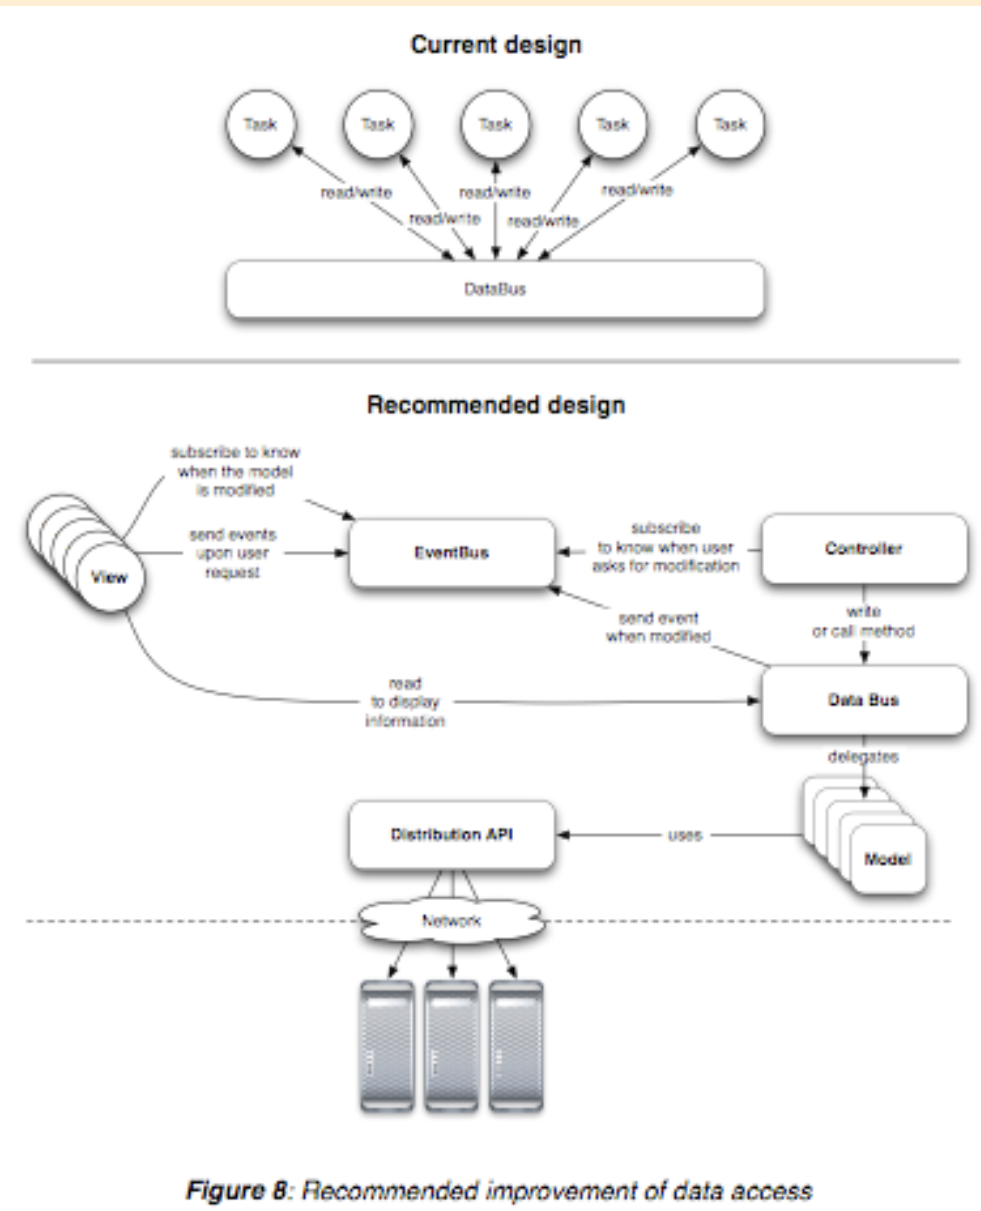 Current design
Task
Task
Task
Task
Task
read/write
read/write
read/write
read/write
read/write
DataBus
Recommended design
subscribe to know
when the model
is modified
send events
upon user
request
View
EventBus
subscribe
to know when user
asks for modification
Controller
send event
when modified
write
or call method
read
to display
information
Data Bus
delegates
Distribution API
uses
Model
Network
Figure 8: Recommended improvement of data access